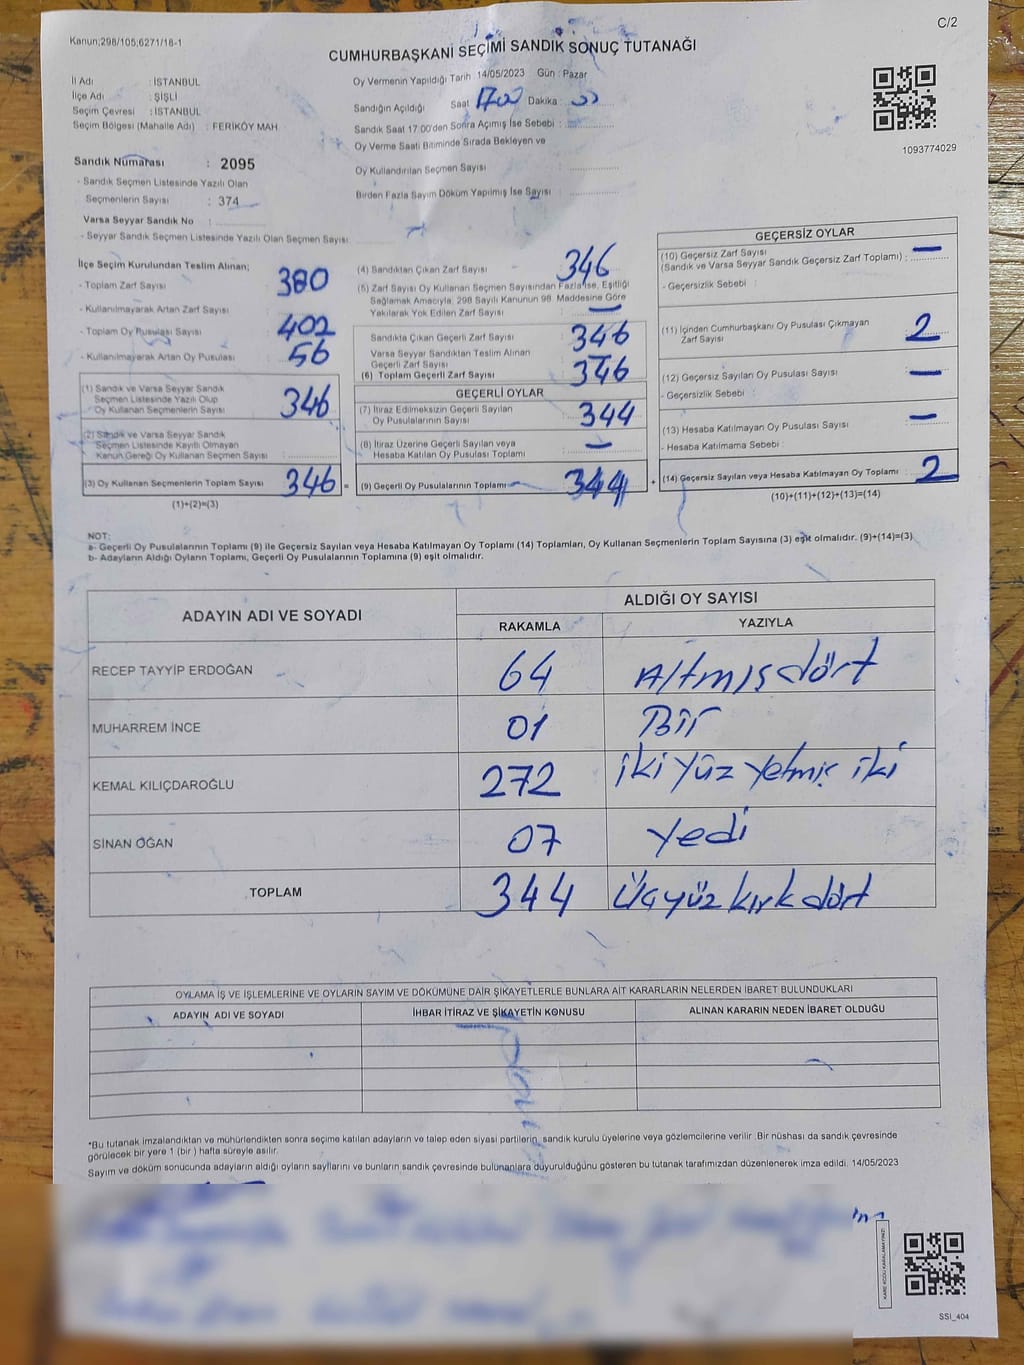 C/2
Kanun;298/105;6271/18-1
CUMHURBAŞKANI SEÇİMİ SANDIK SONUÇ TUTANAĞI
İl Adı : İSTANBUL
İlçe Adı : ŞİŞLİ
Seçim Çevresi : İSTANBUL
Seçim Bölgesi (Mahalle Adı) : FERİKÖY MAH
Sandık Numarası : 2095
- Sandık Seçmen Listesinde Yazılı Olan
Seçmenlerin Sayısı : 374
Varsa Seyyar Sandık No :
- Seyyar Sandık Seçmen Listesinde Yazılı Olan Seçmen Sayısı
Oy Vermenin Yapıldığı Tarih 14/05/2023 Gün : Pazar
Sandığın Açıldığı Saat 1700 Dakika : 00
Sandık Saat 17:00'den Sonra Açılmış İse Sebebi :
Oy Verme Saati Bitiminde Sırada Bekleyen ve
Oy Kullandırılan Seçmen Sayısı
Birden Fazla Sayım Döküm Yapılmış İse Sayısı
1093774029
İlçe Seçim Kurulundan Teslim Alınan;
- Toplam Zarf Sayısı : 380
- Kullanılmayarak Artan Zarf Sayısı
- Toplam Oy Pusulası Sayısı : 402
- Kullanılmayarak Artan Oy Pusulası : 56
(1) Sandık ve Varsa Seyyar Sandık
Seçmen Listesinde Yazılı Olup
Oy Kullanan Seçmenlerin Sayısı : 346
(2) Sandık ve Varsa Seyyar Sandık
Seçmen Listesinde Kayıtlı Olmayan
Kanun Gereği Oy Kullanan Seçmen Sayısı :
(3) Oy Kullanan Seçmenlerin Toplam Sayısı : 346 =
(1)+(2)=(3)
(4) Sandıktan Çıkan Zarf Sayısı : 346
(5) Zarf Sayısı Oy Kullanan Seçmen Sayısından Fazla İse, Eşitliği
Sağlamak Amacıyla, 298 Sayılı Kanunun 98. Maddesine Göre
Yakılarak Yok Edilen Zarf Sayısı : —
Sandıkta Çıkan Geçerli Zarf Sayısı : 346
Varsa Seyyar Sandıktan Teslim Alınan
Geçerli Zarf Sayısı
(6) Toplam Geçerli Zarf Sayısı : 346
GEÇERLİ OYLAR
(7) İtiraz Edilmeksizin Geçerli Sayılan
Oy Pusulasının Sayısı : 344
(8) İtiraz Üzerine Geçerli Sayılan veya
Hesaba Katılan Oy Pusulası Toplamı : —
(9) Geçerli Oy Pusulalarının Toplamı 344 +
GEÇERSİZ OYLAR
(10) Geçersiz Zarf Sayısı —
(Sandık ve Varsa Seyyar Sandık Geçersiz Zarf Toplamı) :
- Geçersizlik Sebebi :
(11) İçinden Cumhurbaşkanı Oy Pusulası Çıkmayan
Zarf Sayısı : 2
(12) Geçersiz Sayılan Oy Pusulası Sayısı : —
- Geçersizlik Sebebi :
(13) Hesaba Katılmayan Oy Pusulası Sayısı : —
- Hesaba Katılmama Sebebi :
(14) Geçersiz Sayılan veya Hesaba Katılmayan Oy Toplamı : 2
(10)+(11)+(12)+(13)=(14)
NOT:
a- Geçerli Oy Pusulalarının Toplamı (9) ile Geçersiz Sayılan veya Hesaba Katılmayan Oy Toplamı (14) Toplamları, Oy Kullanan Seçmenlerin Toplam Sayısına (3) eşit olmalıdır. (9)+(14)=(3)
b- Adayların Aldığı Oyların Toplamı, Geçerli Oy Pusulalarının Toplamına (9) eşit olmalıdır.
ADAYIN ADI VE SOYADI ALDIĞI OY SAYISI
RAKAMLA YAZIYLA
RECEP TAYYİP ERDOĞAN 64 Altmış dört
MUHARREM İNCE 01 Bir
KEMAL KILIÇDAROĞLU 272 iki yüz yetmiş iki
SİNAN OĞAN 07 Yedi
TOPLAM 344 Üç yüz kırk dört
OYLAMA İŞ VE İŞLEMLERİNE VE OYLARIN SAYIM VE DÖKÜMÜNE DAİR ŞİKAYETLERLE BUNLARA AİT KARARLARIN NELERDEN İBARET BULUNDUKLARI
ADAYIN ADI VE SOYADI İHBAR İTİRAZ VE ŞİKAYETİN KONUSU ALINAN KARARIN NEDEN İBARET OLDUĞU
*Bu tutanak imzalandıktan ve mühürlendikten sonra seçime katılan adayların ve talep eden siyasi partilerin, sandık kurulu üyelerine veya gözlemcilerine verilir. Bir nüshası da sandık çevresinde
görülecek bir yere 1 (bir) hafta süreyle asılır.
Sayım ve döküm sonucunda adayların aldığı oyların sayılarını ve bunların sandık çevresinde bulunanlara duyurulduğunu gösteren bu tutanak tarafımızdan düzenlenerek imza edildi. 14/05/2023
KARE KODU KARALAMAYINIZ!
SSI_404